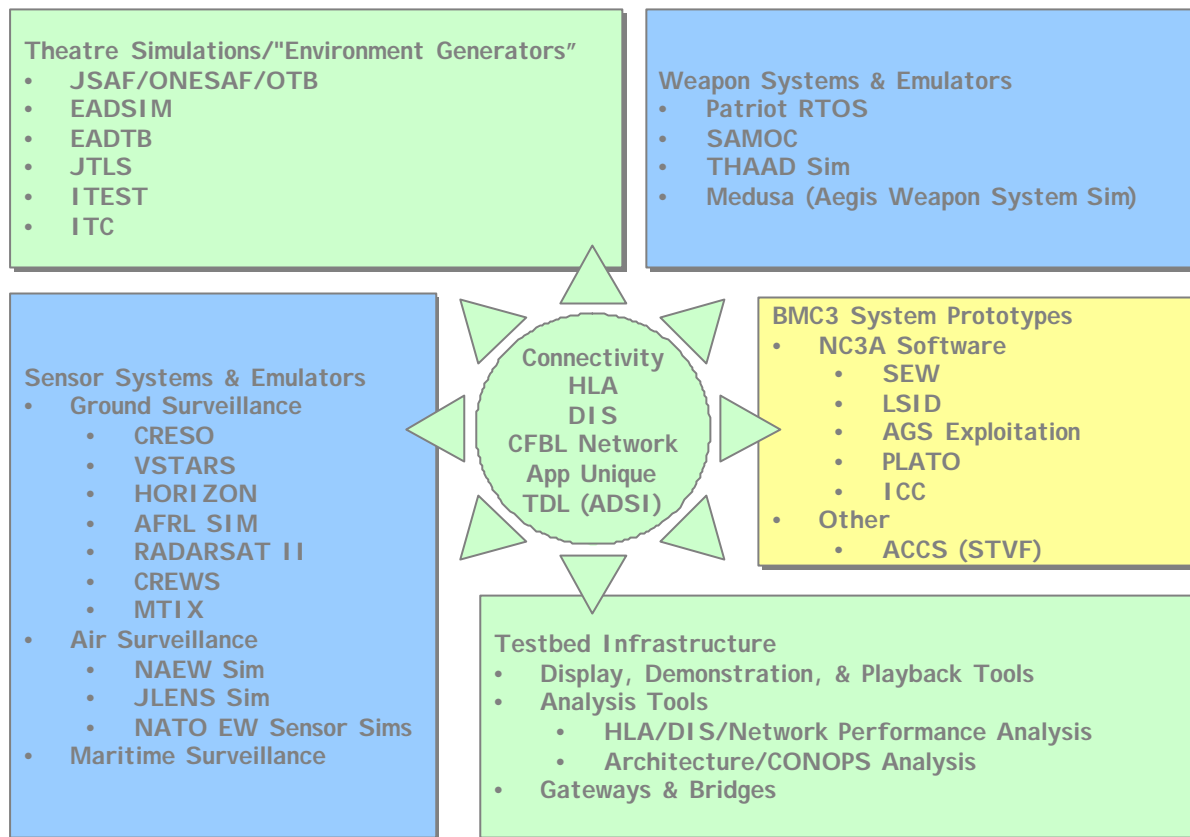 Theatre Simulations/"Environment Generators”
• JSAF/ONESAF/OTB
• EADSIM
• EADTB
• JTLS
• ITEST
• ITC
Weapon Systems & Emulators
• Patriot RTOS
• SAMOC
• THAAD Sim
• Medusa (Aegis Weapon System Sim)
Sensor Systems & Emulators
• Ground Surveillance
• CRESO
• VSTARS
• HORIZON
• AFRL SIM
• RADARSAT II
• CREWS
• MTIX
• Air Surveillance
• NAEW Sim
• JLENS Sim
• NATO EW Sensor Sims
• Maritime Surveillance
Connectivity
HLA
DIS
CFBL Network
App Unique
TDL (ADSI)
BMC3 System Prototypes
• NC3A Software
• SEW
• LSID
• AGS Exploitation
• PLATO
• ICC
• Other
• ACCS (STVF)
Testbed Infrastructure
• Display, Demonstration, & Playback Tools
• Analysis Tools
• HLA/DIS/Network Performance Analysis
• Architecture/CONOPS Analysis
• Gateways & Bridges